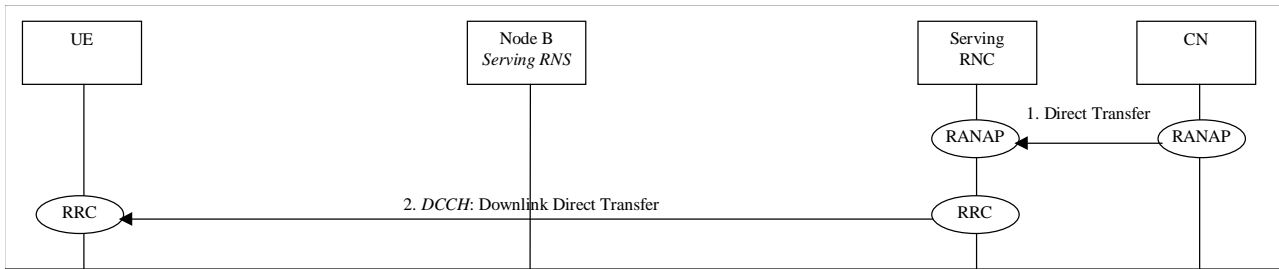 UE
Node B
Serving RNS
Serving
RNC
CN
1. Direct Transfer
RANAP
RANAP
2. DCCH: Downlink Direct Transfer
RRC
RRC